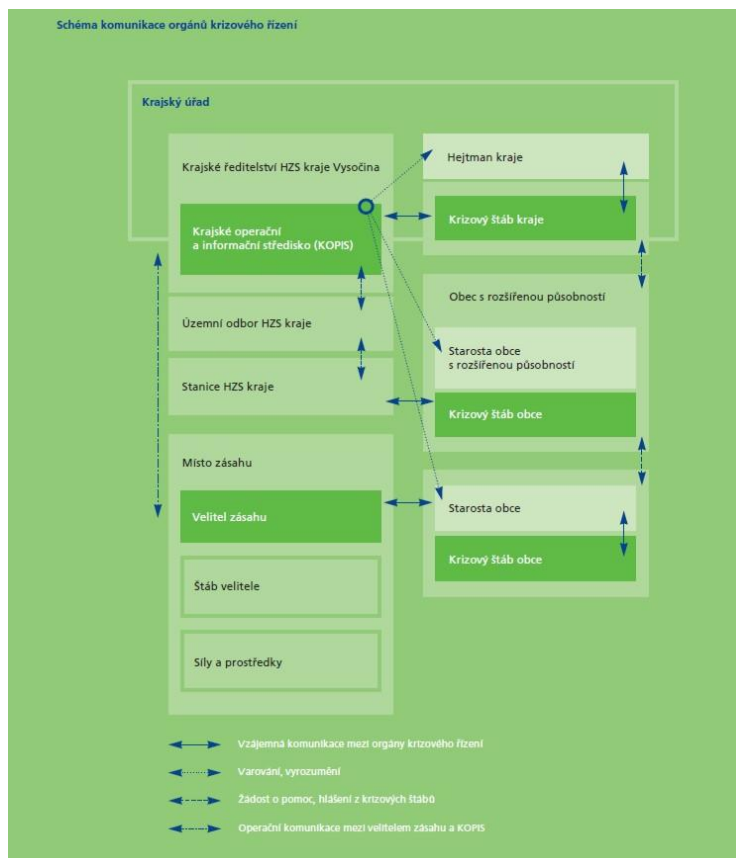 Schéma komunikace orgánů krizového řízení
Krajský úřad
Krajské ředitelství HZS kraje Vysočina
Krajské operační
a informační středisko (KOPIS)
Územní odbor HZS kraje
Stanice HZS kraje
Místo zásahu
Velitel zásahu
Štáb velitele
Síly a prostředky
Hejtman kraje
Krizový štáb kraje
Obec s rozšířenou působností
Starosta obce
s rozšířenou působností
Krizový štáb obce
Starosta obce
Krizový štáb obce
Vzájemná komunikace mezi orgány krizového řízení
Varování, vyrozumění
Žádost o pomoc, hlášení z krizových štábů
Operační komunikace mezi velitelem zásahu a KOPIS